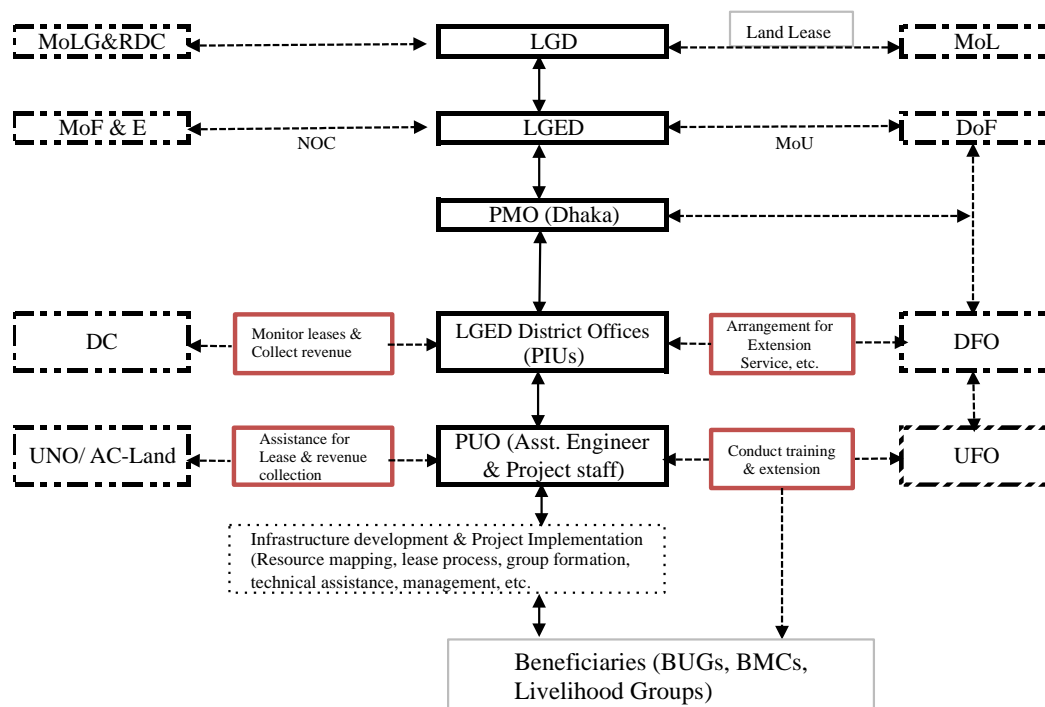 MoLG&RDC
LGD
Land Lease
MoL
MoF & E
NOC
LGED
MoU
DoF
PMO (Dhaka)
DC
Monitor leases &
Collect revenue
LGED District Offices
(PIUs)
Arrangement for
Extension
Service, etc.
DFO
UNO/ AC-Land
Assistance for
Lease & revenue
collection
PUO (Asst. Engineer
& Project staff)
Conduct training
& extension
UFO
Infrastructure development & Project Implementation
(Resource mapping, lease process, group formation,
technical assistance, management, etc.
Beneficiaries (BUGs, BMCs,
Livelihood Groups)